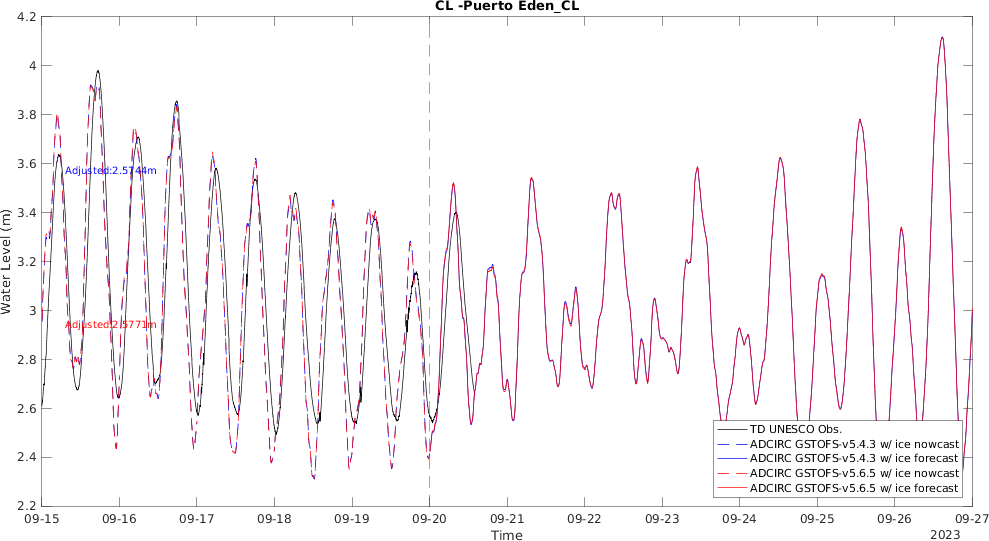 CL -Puerto Eden_CL
4.2
4
3.8
3.6
3.4
3.2
3
2.8
2.6
2.4
2.2
Water Level (m)
Adjusted:2.5744m
Adjusted:2.5771m
TD UNESCO Obs.
ADCIRC GSTOFS-v5.4.3 w/ ice nowcast
ADCIRC GSTOFS-v5.4.3 w/ ice forecast
ADCIRC GSTOFS-v5.6.5 w/ ice nowcast
ADCIRC GSTOFS-v5.6.5 w/ ice forecast
09-15 09-16 09-17 09-18 09-19 09-20 09-21 09-22 09-23 09-24 09-25 09-26 09-27
Time
2023